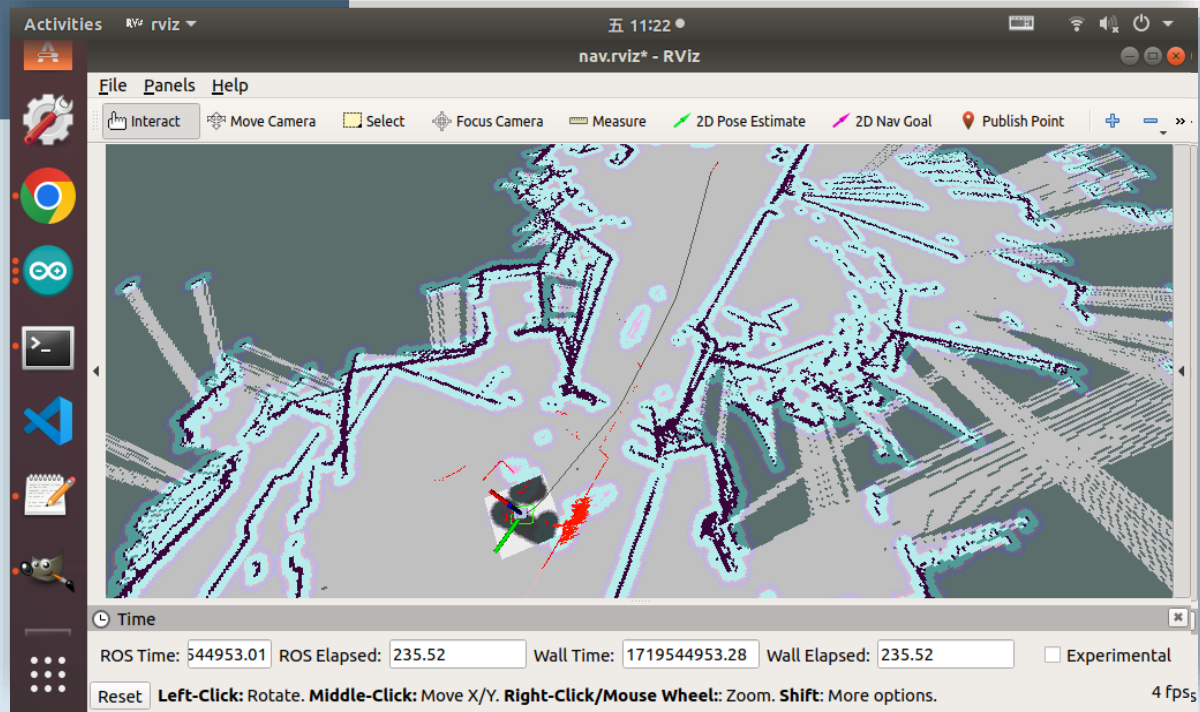 Activities RViz rviz 五 11:22
nav.rviz* - RViz
File Panels Help
Interact Move Camera Select Focus Camera Measure 2D Pose Estimate 2D Nav Goal Publish Point »
Time
ROS Time: 544953.01 ROS Elapsed: 235.52 Wall Time: 1719544953.28 Wall Elapsed: 235.52 Experimental
Reset Left-Click: Rotate. Middle-Click: Move X/Y. Right-Click/Mouse Wheel:: Zoom. Shift: More options. 4 fps